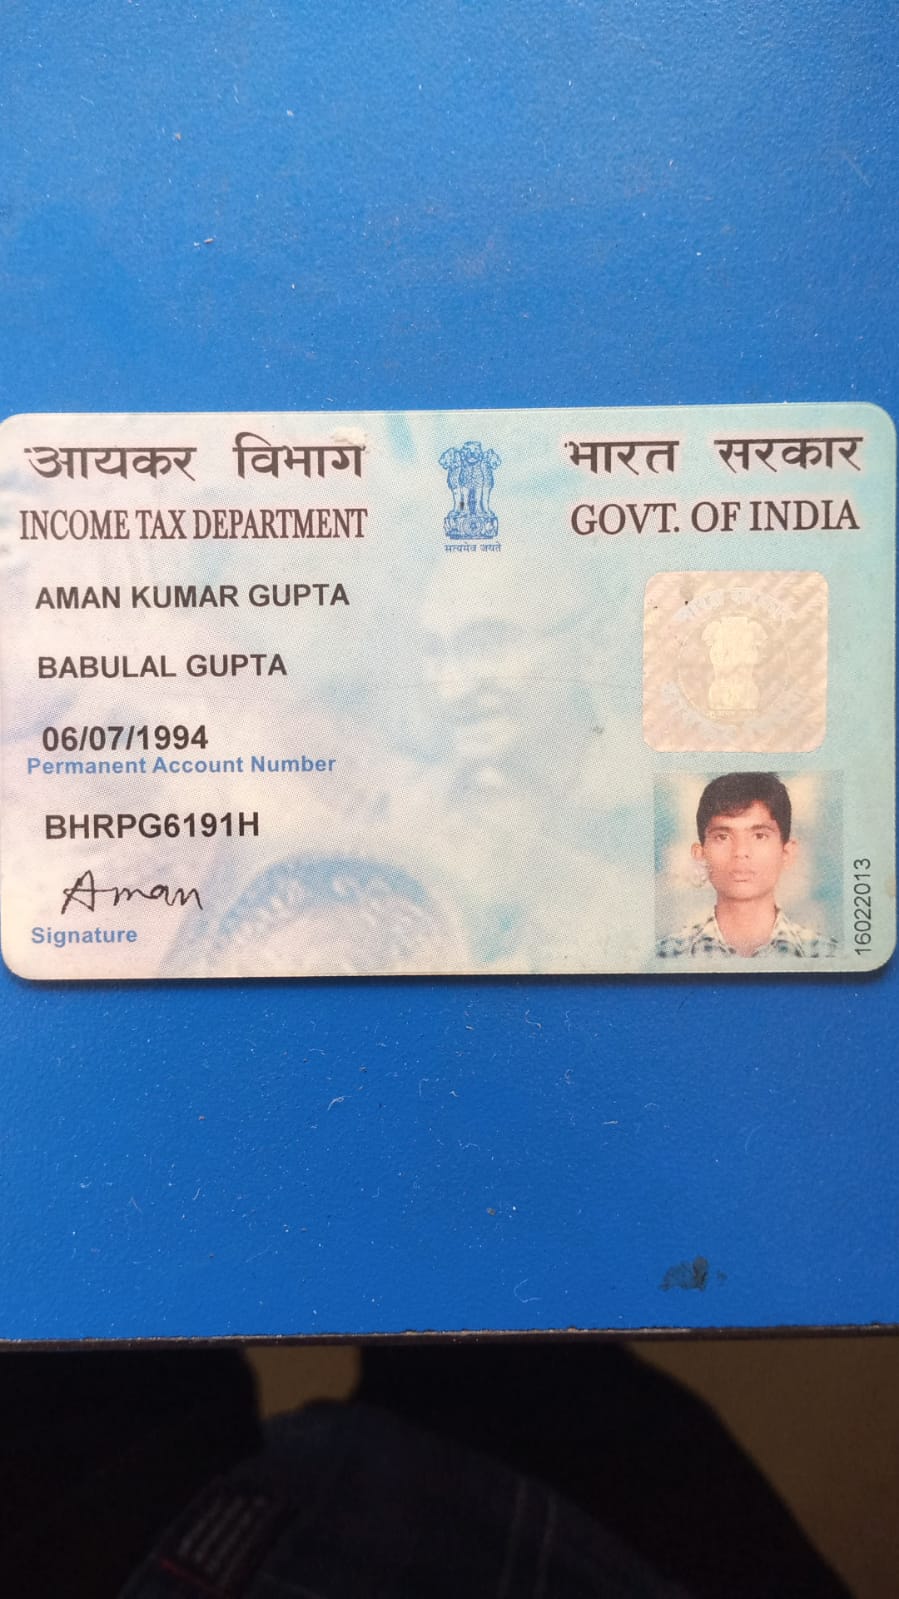 आयकर विभाग
INCOME TAX DEPARTMENT
सत्यमेव जयते
भारत सरकार
GOVT. OF INDIA
AMAN KUMAR GUPTA
BABULAL GUPTA
06/07/1994
Permanent Account Number
BHRPG6191H
Aman
Signature
16022013